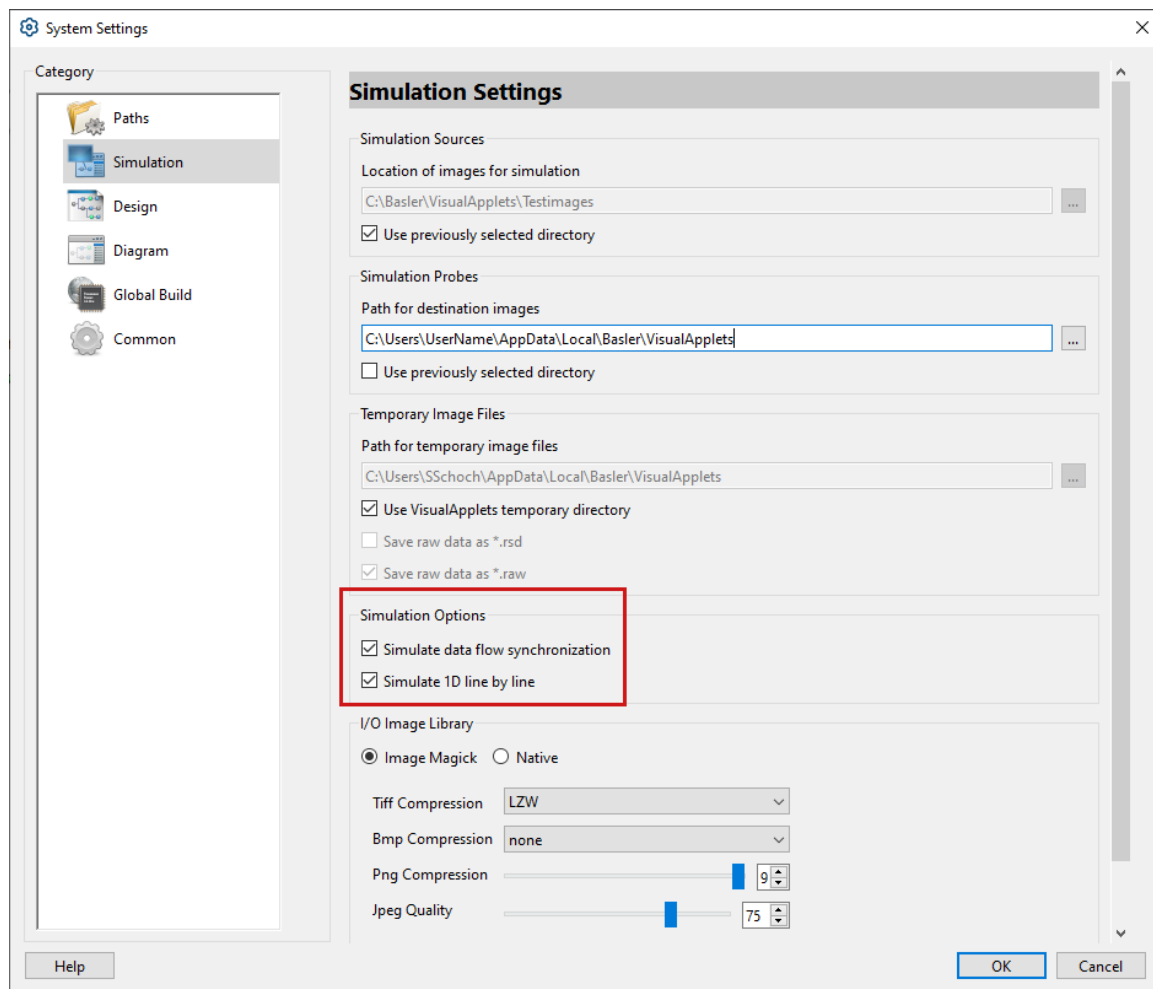 System Settings
Category
Paths
Simulation
Design
Diagram
Global Build
Common
Simulation Settings
Simulation Sources
Location of images for simulation
C:\Basler\VisualApplets\Testimages
...
Use previously selected directory
Simulation Probes
Path for destination images
C:\Users\UserName\AppData\Local\Basler\VisualApplets
...
Use previously selected directory
Temporary Image Files
Path for temporary image files
C:\Users\SSchoch\AppData\Local\Basler\VisualApplets
...
Use VisualApplets temporary directory
Save raw data as *.rsd
Save raw data as *.raw
Simulation Options
Simulate data flow synchronization
Simulate 1D line by line
I/O Image Library
Image Magick Native
Tiff Compression LZW
Bmp Compression none
Png Compression 9
Jpeg Quality 75
Help OK Cancel